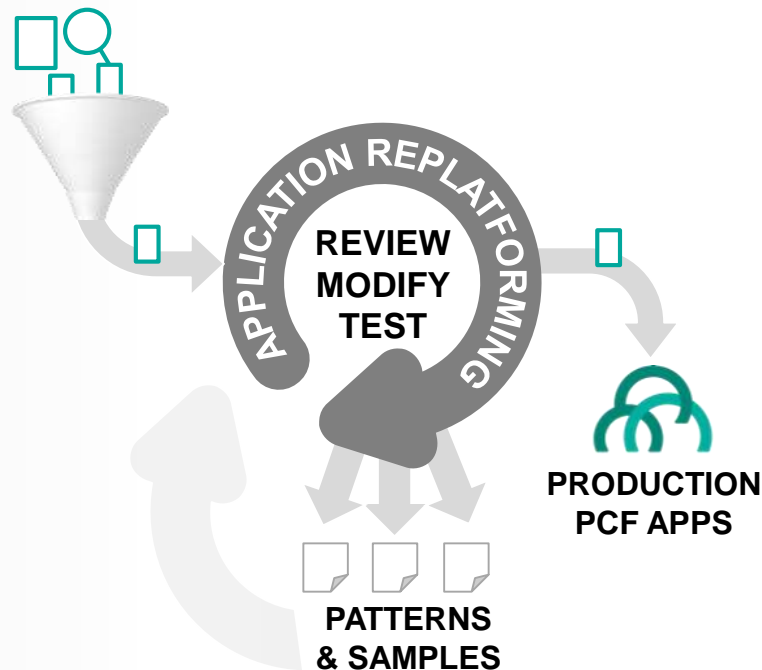 APPLICATION REPLATFORMING
REVIEW
MODIFY
TEST
PRODUCTION
PCF APPS
PATTERNS
& SAMPLES